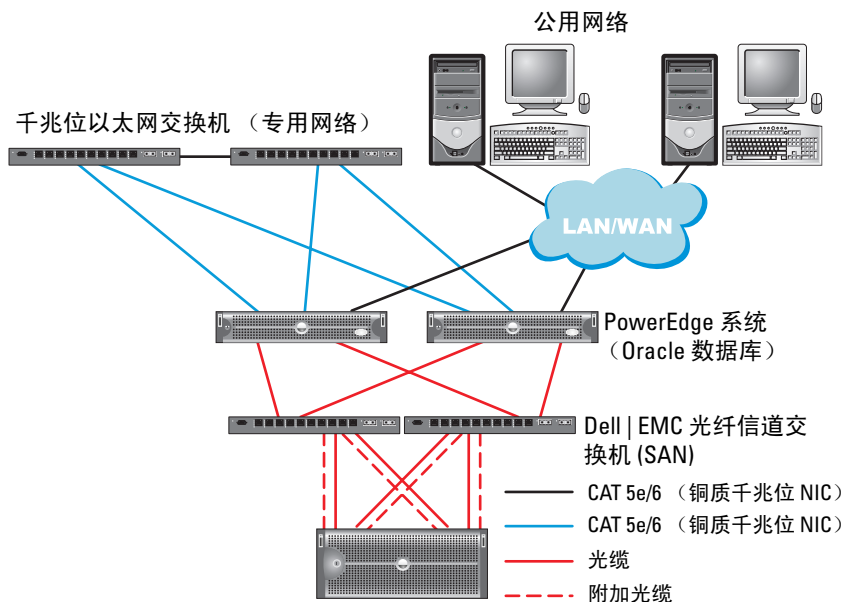 公用网络
千兆位以太网交换机 （专用网络）
LAN/WAN
PowerEdge 系统
（Oracle 数据库）
Dell | EMC 光纤信道交
换机 (SAN)
CAT 5e/6 （铜质千兆位 NIC）
CAT 5e/6 （铜质千兆位 NIC）
光缆
附加光缆